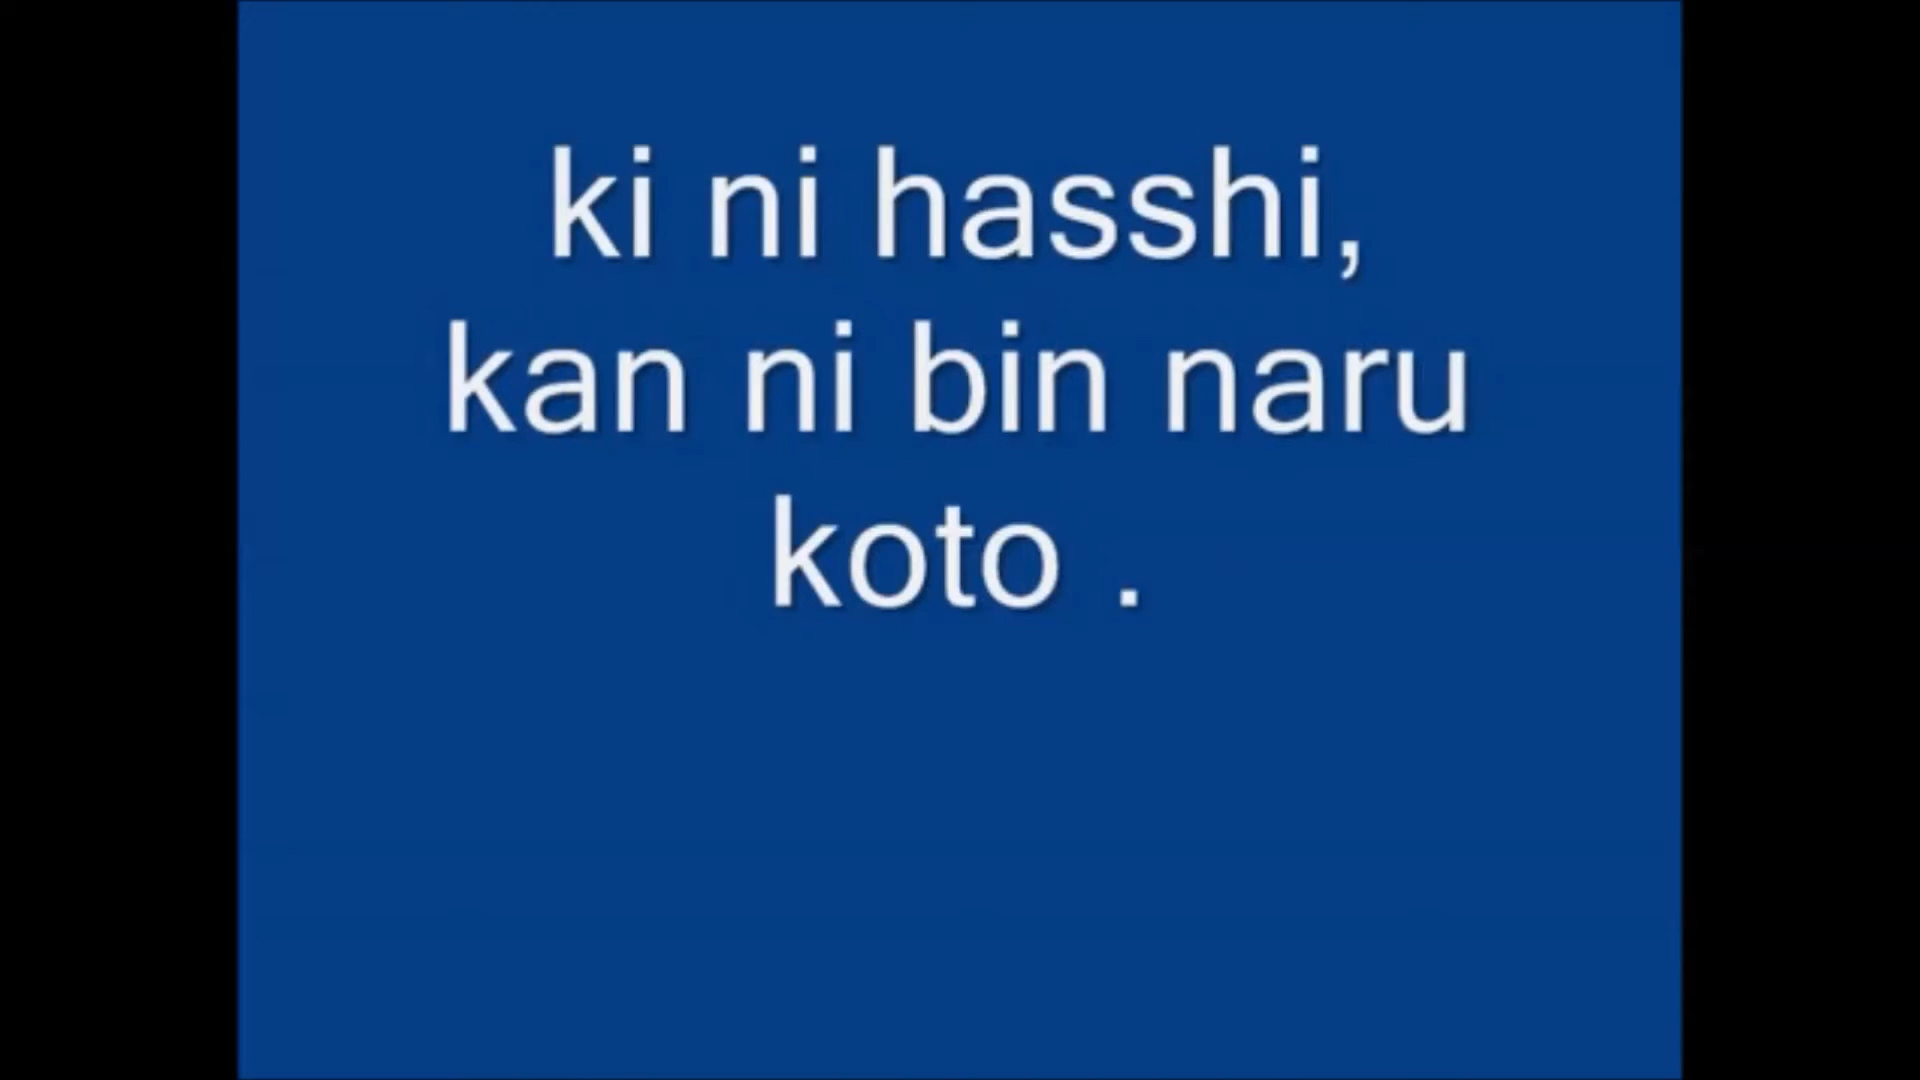 ki ni hasshi,
kan ni bin naru
koto .